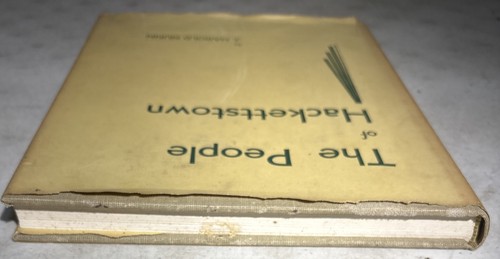 The People
of
Hackettstown